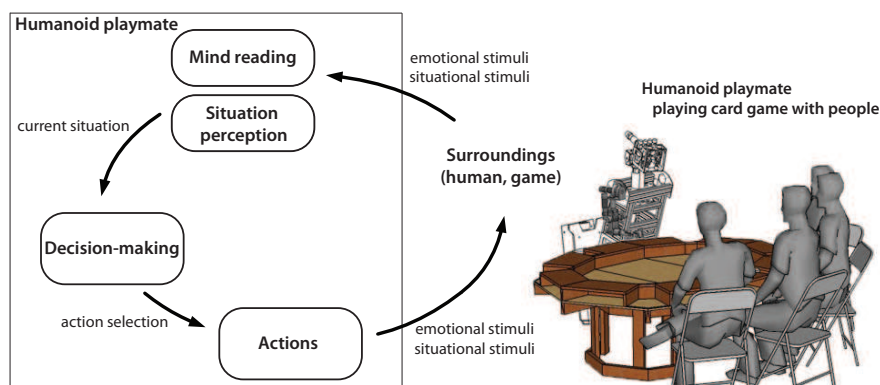 Humanoid playmate
Mind reading
Situation
perception
current situation
Decision-making
action selection
Actions
emotional stimuli
situational stimuli
Surroundings
(human, game)
emotional stimuli
situational stimuli
Humanoid playmate
playing card game with people